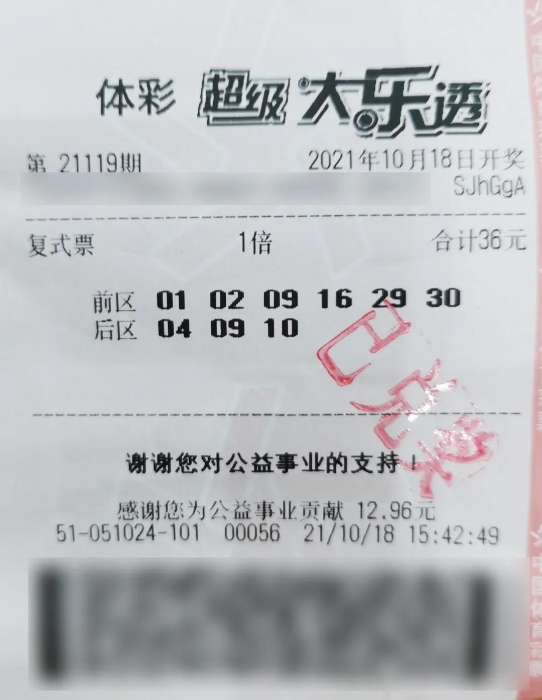 体彩 超级大乐透
第 21119期 2021年10月18日开奖
SJhGgA
复式票 1倍 合计36元
前区 01 02 09 16 29 30
后区 04 09 10
已兑奖
谢谢您对公益事业的支持！
感谢您为公益事业贡献 12.96元
51-051024-101 00056 21/10/18 15:42:49